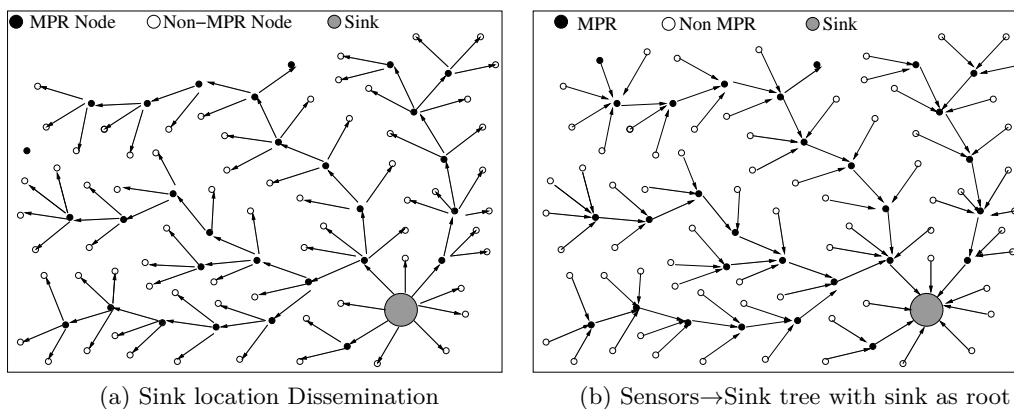 MPR Node Non−MPR Node Sink
MPR Non MPR Sink
(a) Sink location Dissemination
(b) Sensors→Sink tree with sink as root